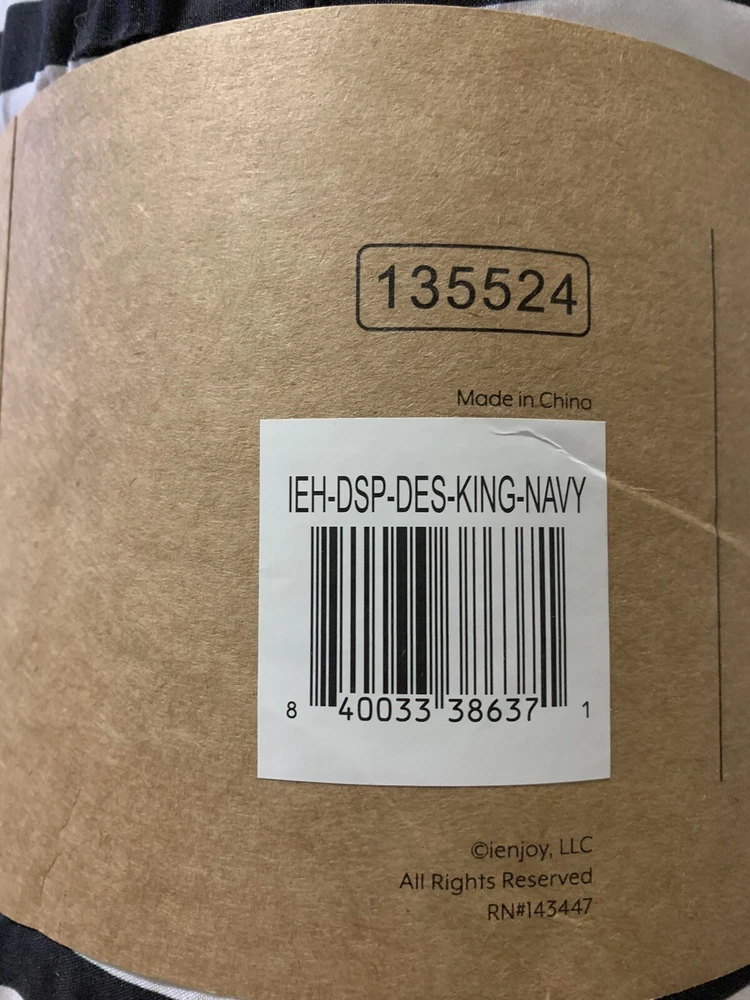 135524
Made in China
IEH-DSP-DES-KING-NAVY
8 40033 38637 1
©ienjoy, LLC
All Rights Reserved
RN#143447